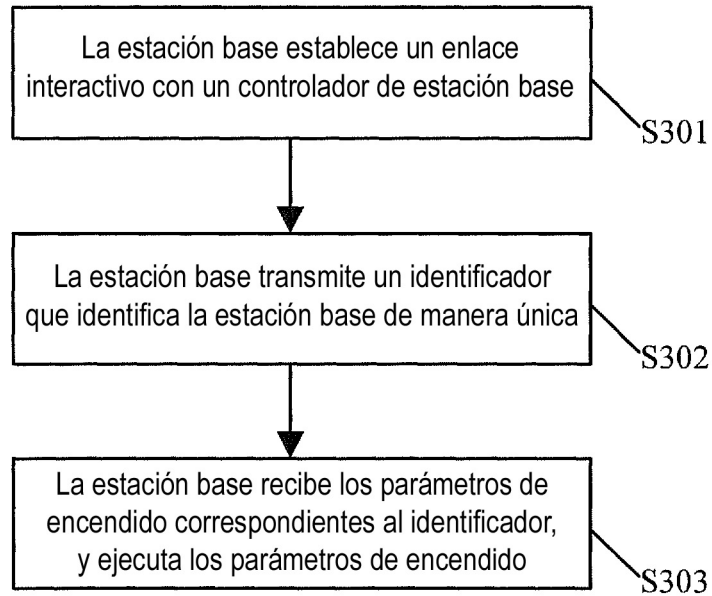 La estación base establece un enlace
interactivo con un controlador de estación base
S301
La estación base transmite un identificador
que identifica la estación base de manera única
S302
La estación base recibe los parámetros de
encendido correspondientes al identificador,
y ejecuta los parámetros de encendido
S303